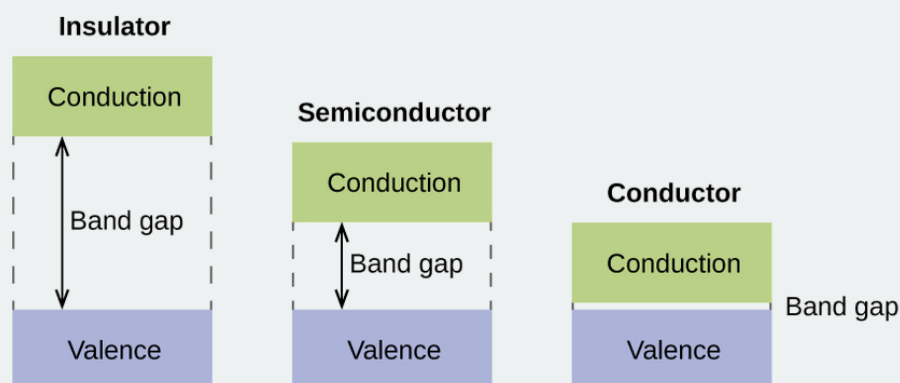 Insulator
Conduction
Band gap
Valence
Semiconductor
Conduction
Band gap
Valence
Conductor
Conduction
Band gap
Valence